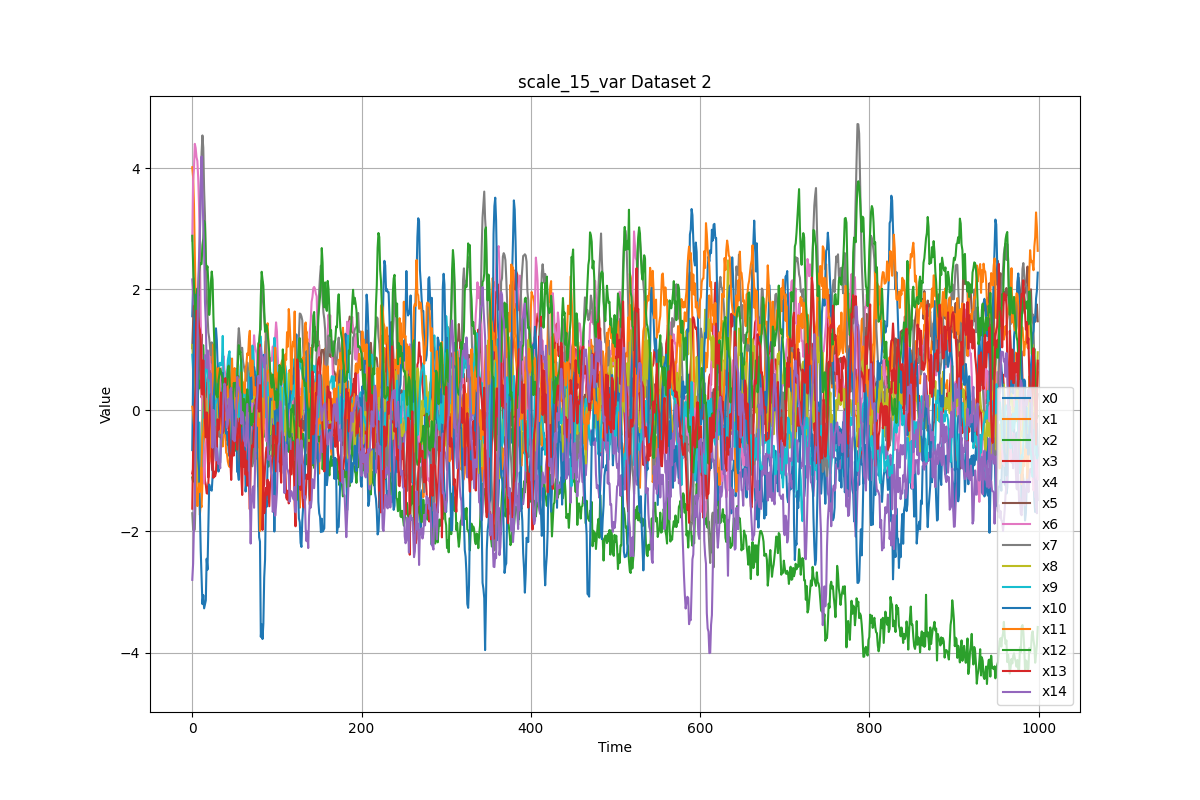 scale_15_var Dataset 2
Value
4
2
0
−2
−4
0
200
400
600
800
1000
Time
x0
x1
x2
x3
x4
x5
x6
x7
x8
x9
x10
x11
x12
x13
x14